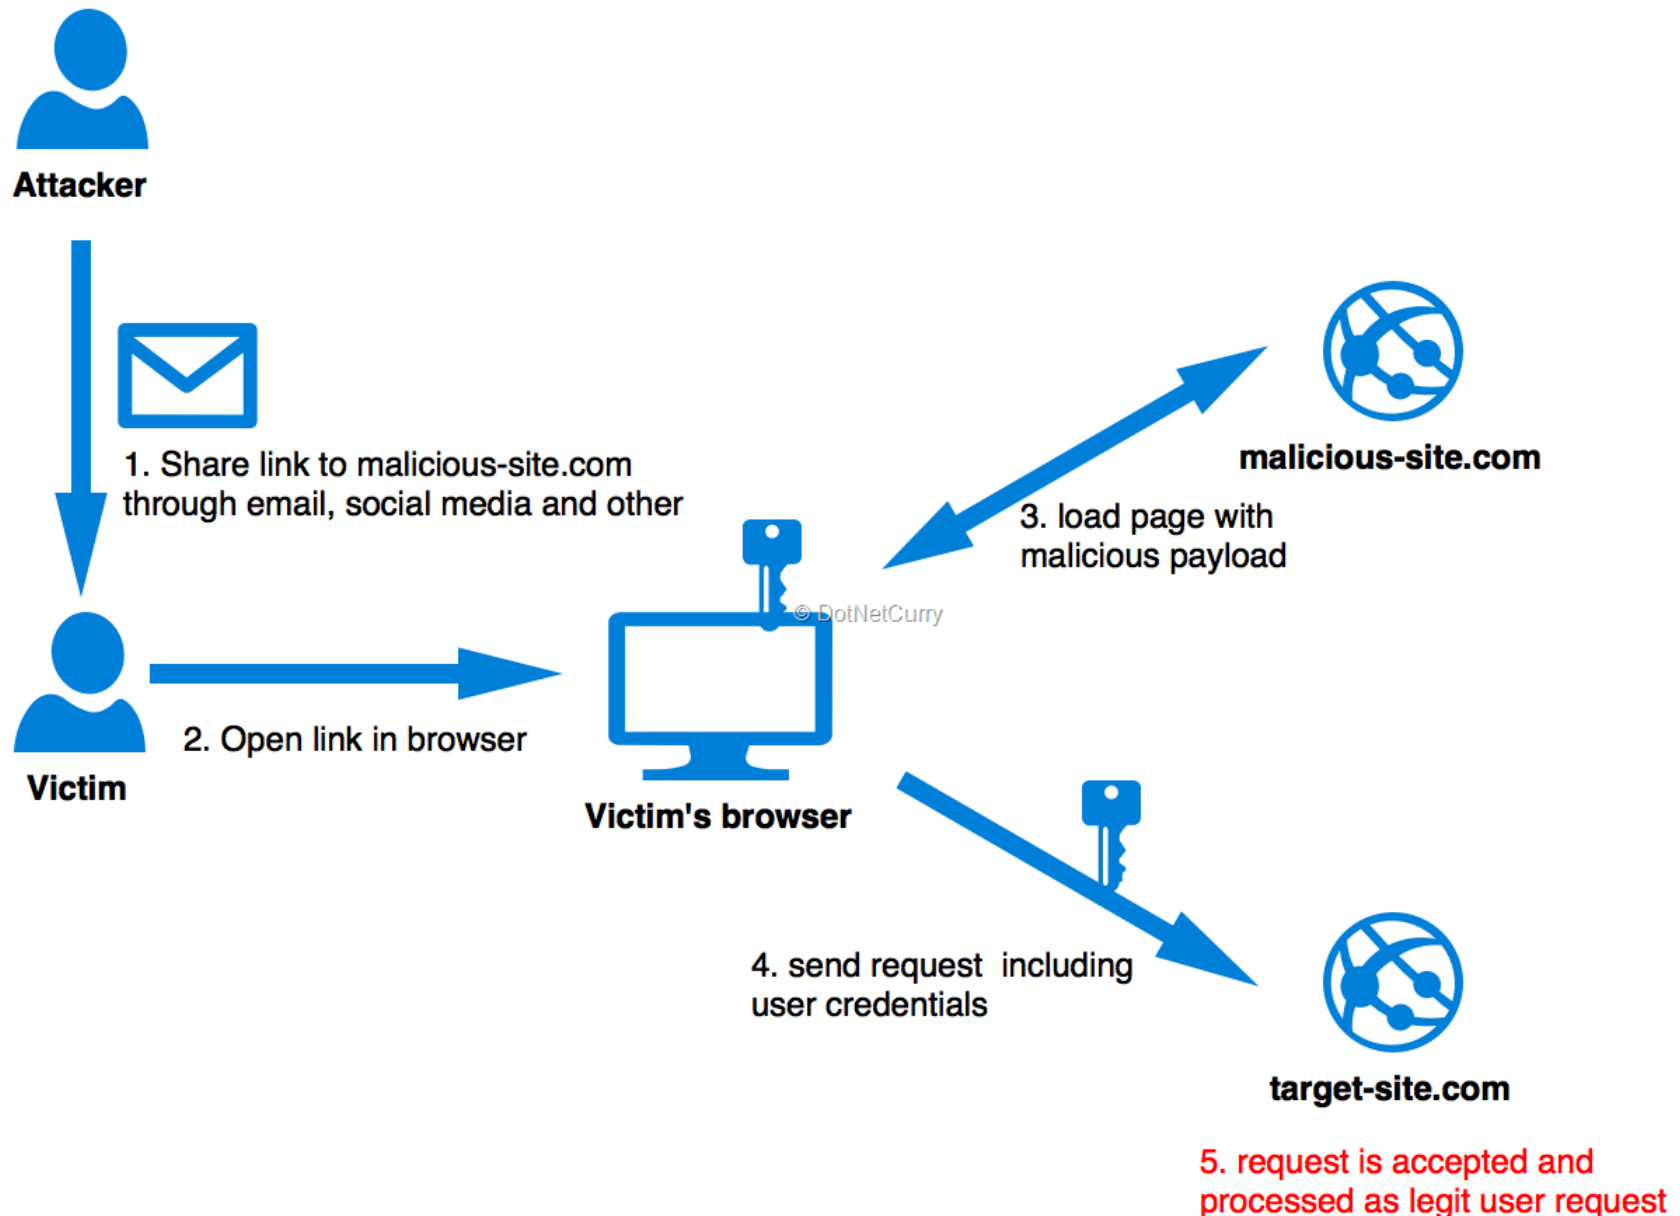 Attacker
1. Share link to malicious-site.com
through email, social media and other
malicious-site.com
3. load page with
malicious payload
© DotNetCurry
2. Open link in browser
Victim
Victim's browser
4. send request including
user credentials
target-site.com
5. request is accepted and
processed as legit user request